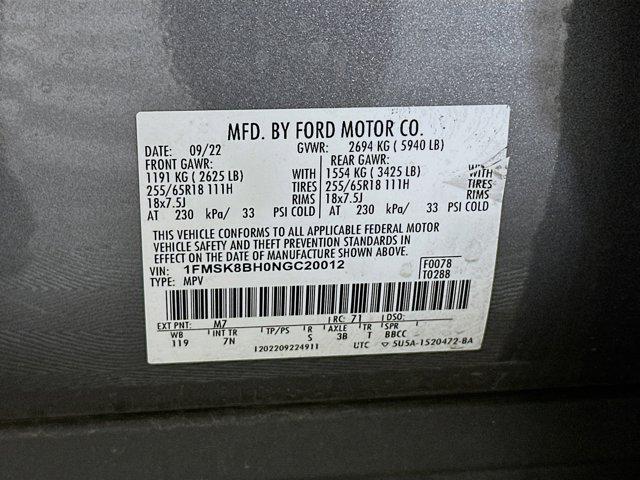 MFD. BY FORD MOTOR CO.
DATE: 09/22 GVWR: 2694 KG ( 5940 LB)
FRONT GAWR: REAR GAWR:
1191 KG ( 2625 LB) WITH 1554 KG ( 3425 LB) WITH
255/65R18 111H TIRES 255/65R18 111H TIRES
18x7.5J RIMS 18x7.5J RIMS
AT 230 kPa/ 33 PSI COLD AT 230 kPa/ 33 PSI COLD
THIS VEHICLE CONFORMS TO ALL APPLICABLE FEDERAL MOTOR
VEHICLE SAFETY AND THEFT PREVENTION STANDARDS IN
EFFECT ON THE DATE OF MANUFACTURE SHOWN ABOVE.
VIN: 1FMSK8BH0NGC20012 F0078
TYPE: MPV T0288
EXT PNT: M7 RC: 71 DSO:
WB INT TR TP/PS R AXLE TR SPR
119 7N S 3B T BBCC
1202209224911 UTC ▽ 5U5A-1520472-BA